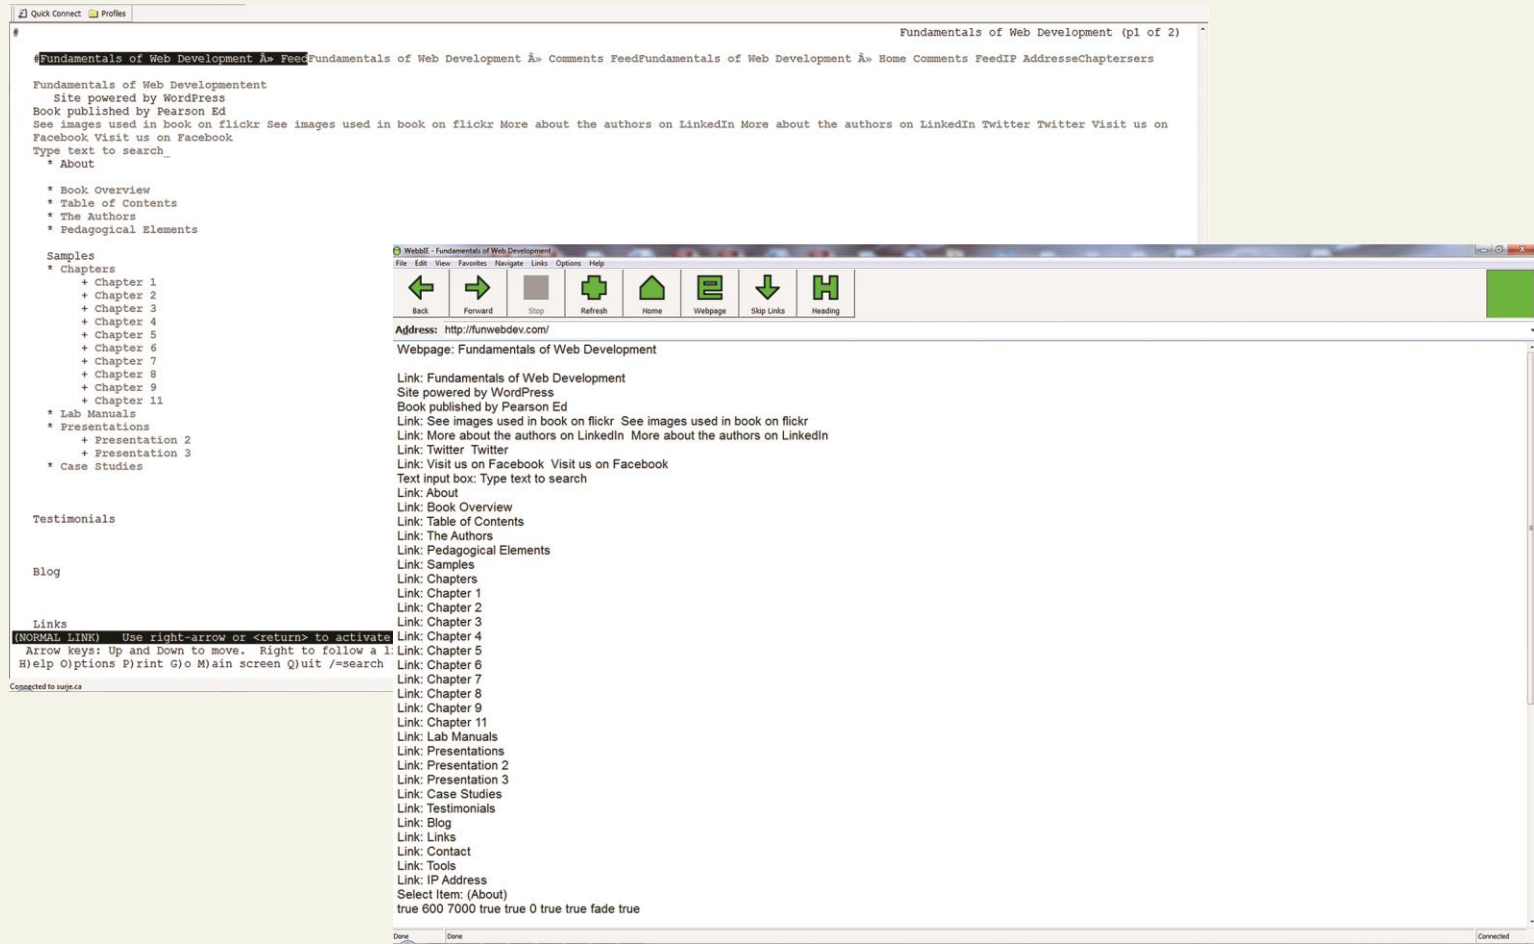 Quick Connect Profiles
#
Fundamentals of Web Development (p1 of 2)
#Fundamentals of Web Development Â» FeedFundamentals of Web Development Â» Comments FeedFundamentals of Web Development Â» Home Comments FeedIP AddressChaptersers
Fundamentals of Web Developmentent
Site powered by WordPress
Book published by Pearson Ed
See images used in book on flickr See images used in book on flickr More about the authors on LinkedIn More about the authors on LinkedIn Twitter Twitter Visit us on
Facebook Visit us on Facebook
Type text to search_
* About
* Book Overview
* Table of Contents
* The Authors
* Pedagogical Elements
Samples
* Chapters
+ Chapter 1
+ Chapter 2
+ Chapter 3
+ Chapter 4
+ Chapter 5
+ Chapter 6
+ Chapter 7
+ Chapter 8
+ Chapter 9
+ Chapter 11
* Lab Manuals
* Presentations
+ Presentation 2
+ Presentation 3
* Case Studies
Testimonials
Blog
Links
(NORMAL LINK) Use right-arrow or <return> to activate
Arrow keys: Up and Down to move. Right to follow a l
H)elp O)ptions P)rint G)o M)ain screen Q)uit /=search
Connected to surje.ca
WebbIE - Fundamentals of Web Development
File Edit View Favorites Navigate Links Options Help
Back Forward Stop Refresh Home Webpage Skip Links Heading
Address: http://funwebdev.com/
Webpage: Fundamentals of Web Development
Link: Fundamentals of Web Development
Site powered by WordPress
Book published by Pearson Ed
Link: See images used in book on flickr See images used in book on flickr
Link: More about the authors on LinkedIn More about the authors on LinkedIn
Link: Twitter Twitter
Link: Visit us on Facebook Visit us on Facebook
Text input box: Type text to search
Link: About
Link: Book Overview
Link: Table of Contents
Link: The Authors
Link: Pedagogical Elements
Link: Samples
Link: Chapters
Link: Chapter 1
Link: Chapter 2
Link: Chapter 3
Link: Chapter 4
Link: Chapter 5
Link: Chapter 6
Link: Chapter 7
Link: Chapter 8
Link: Chapter 9
Link: Chapter 11
Link: Lab Manuals
Link: Presentations
Link: Presentation 2
Link: Presentation 3
Link: Case Studies
Link: Testimonials
Link: Blog
Link: Links
Link: Contact
Link: Tools
Link: IP Address
Select Item: (About)
true 600 7000 true true 0 true true fade true
Done Done Connected